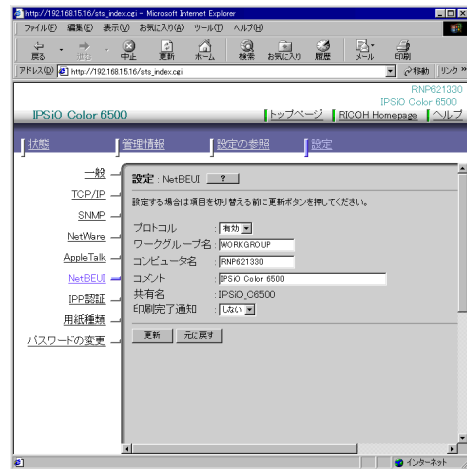 http://192.168.15.16/sts_index.cgi - Microsoft Internet Explorer
ファイル(F) 編集(E) 表示(V) お気に入り(A) ツール(T) ヘルプ(H)
戻る 進む 中止 更新 ホーム 検索 お気に入り 履歴 メール 印刷
アドレス(D) http://192.168.15.16/sts_index.cgi 移動 リンク »
RNP621330
IPSiO Color 6500
IPSiO Color 6500 トップページ RICOH Homepage ヘルプ
状態 管理情報 設定の参照 設定
一般
TCP/IP
SNMP
NetWare
AppleTalk
NetBEUI
IPP認証
用紙種類
パスワードの変更
設定 : NetBEUI ?
設定する場合は項目を切り替える前に更新ボタンを押してください。
プロトコル : 有効
ワークグループ名 : WORKGROUP
コンピュータ名 : RNP621330
コメント : IPSiO Color 6500
共有名 : IPSiO_C6500
印刷完了通知 : しない
更新 元に戻す
インターネット